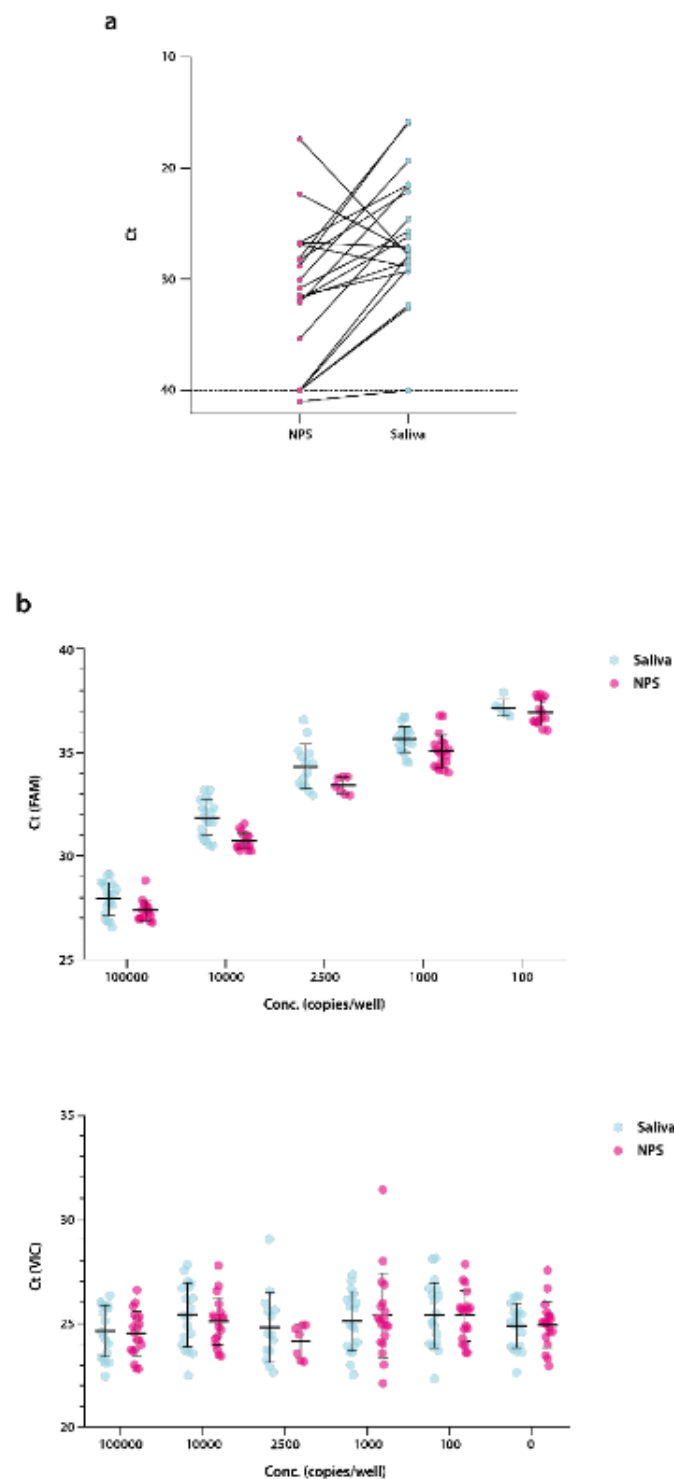 a
10
20
30
40
Ct
NPS
Saliva
b
40
35
30
25
Ct (FAM)
Saliva
NPS
100000
10000
2500
1000
100
Conc. (copies/well)
35
30
25
20
Ct (VIC)
Saliva
NPS
100000
10000
2500
1000
100
0
Conc. (copies/well)